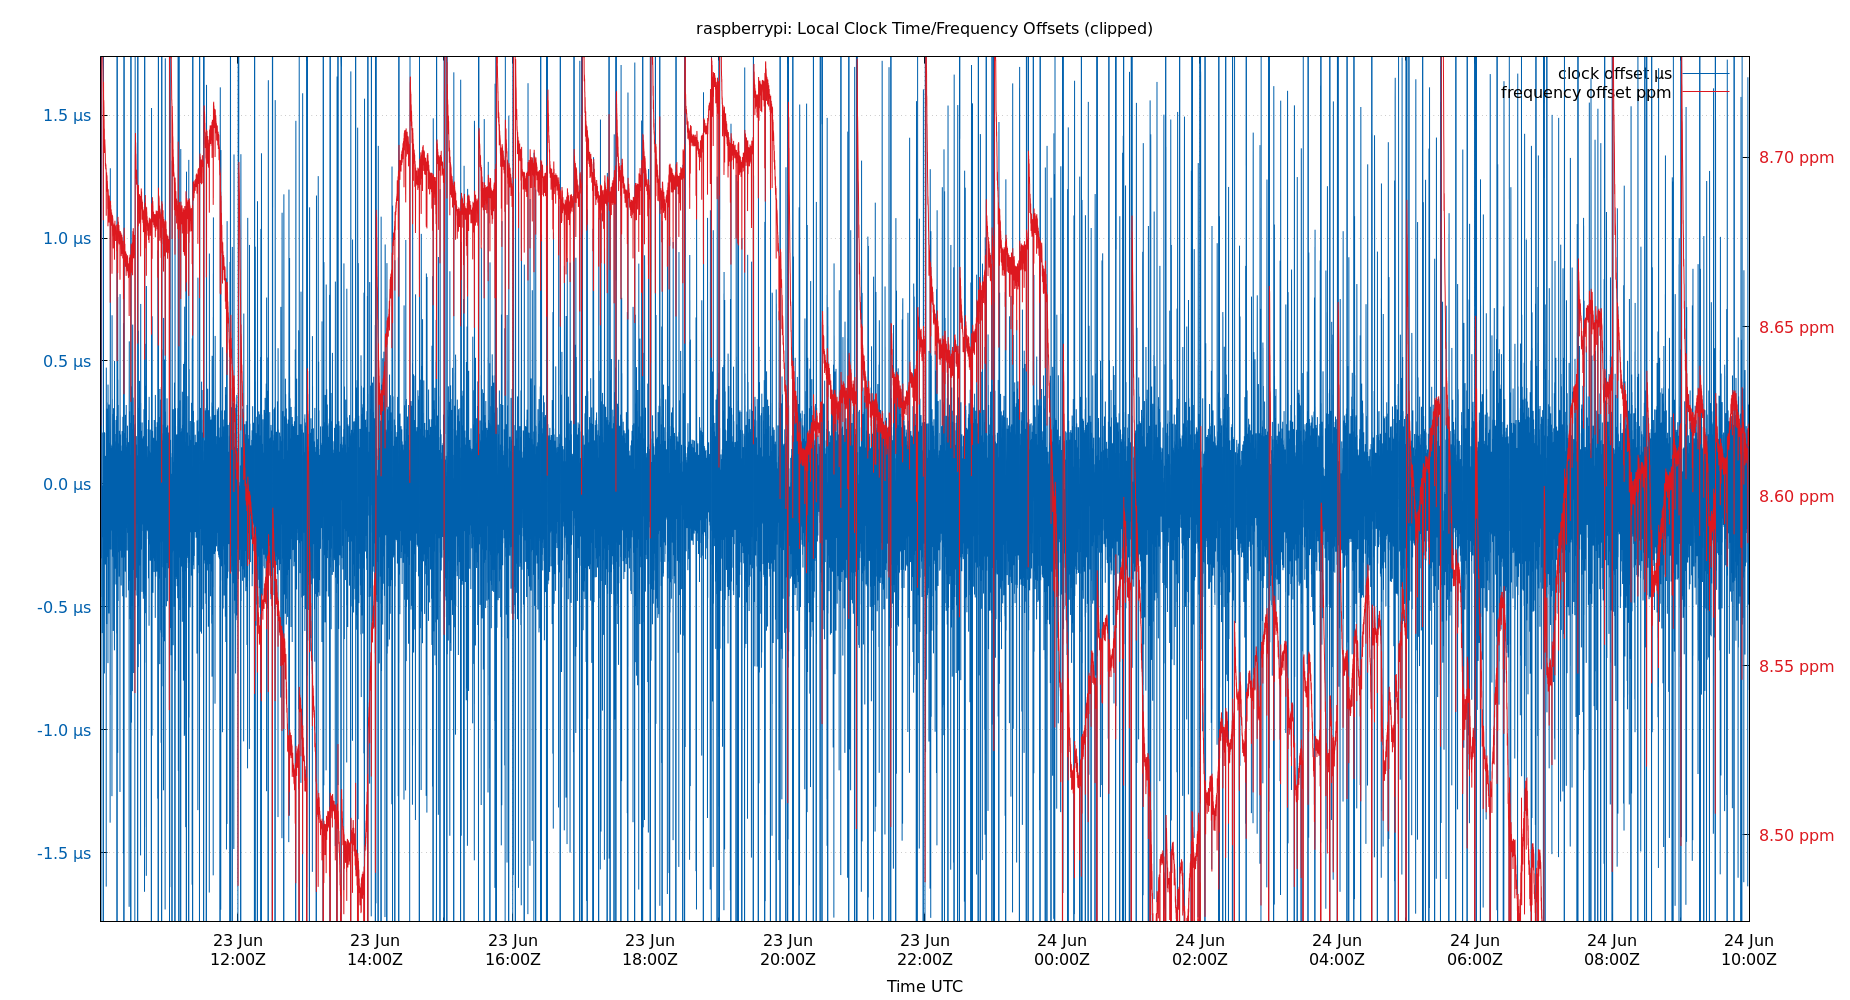 raspberrypi: Local Clock Time/Frequency Offsets (clipped)
clock offset µs
frequency offset ppm
1.5 µs
1.0 µs
0.5 µs
0.0 µs
-0.5 µs
-1.0 µs
-1.5 µs
8.70 ppm
8.65 ppm
8.60 ppm
8.55 ppm
8.50 ppm
23 Jun 23 Jun 23 Jun 23 Jun 23 Jun 23 Jun 24 Jun 24 Jun 24 Jun 24 Jun 24 Jun 24 Jun
12:00Z 14:00Z 16:00Z 18:00Z 20:00Z 22:00Z 00:00Z 02:00Z 04:00Z 06:00Z 08:00Z 10:00Z
Time UTC